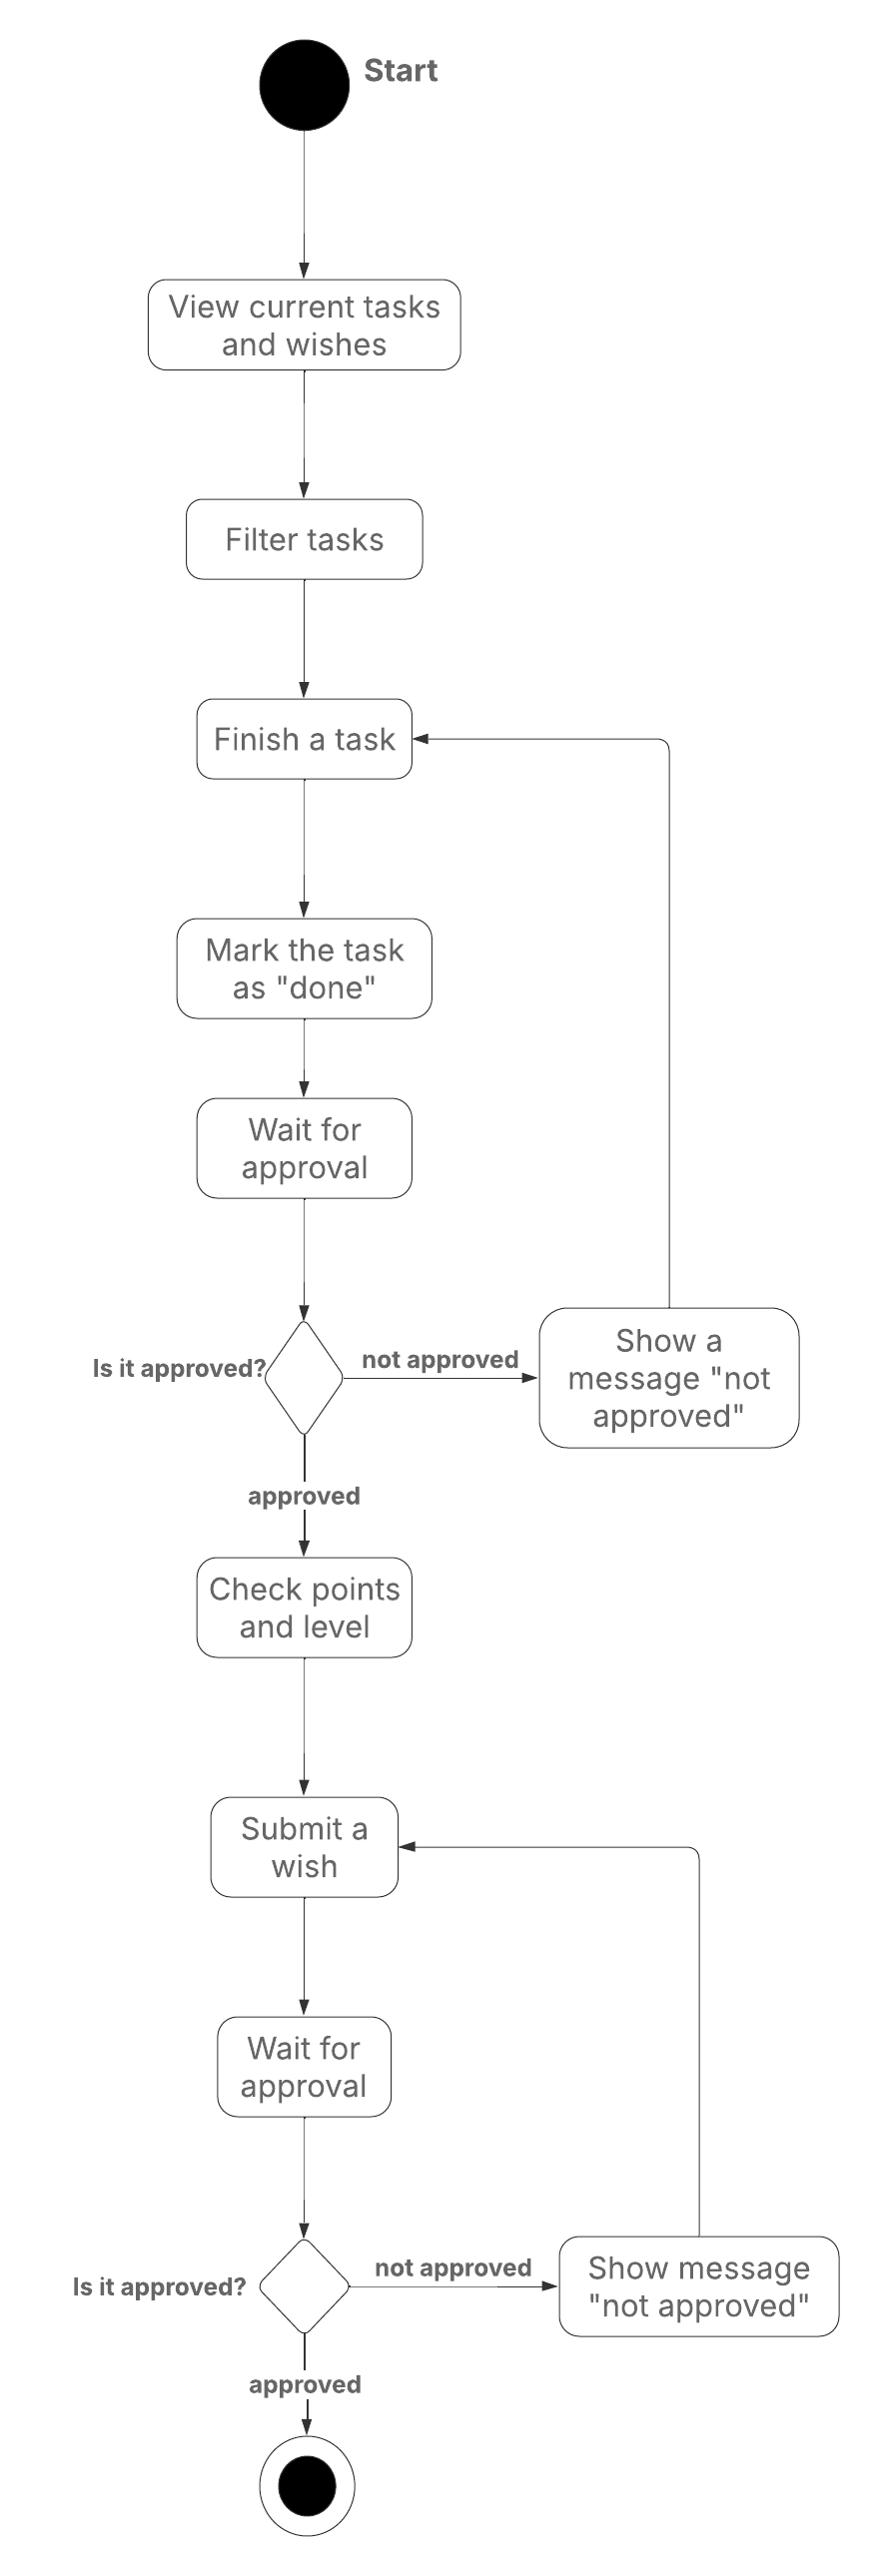 Start
View current tasks
and wishes
Filter tasks
Finish a task
Mark the task
as "done"
Wait for
approval
Is it approved?
not approved
Show a
message "not
approved"
approved
Check points
and level
Submit a
wish
Wait for
approval
Is it approved?
not approved
Show message
"not approved"
approved